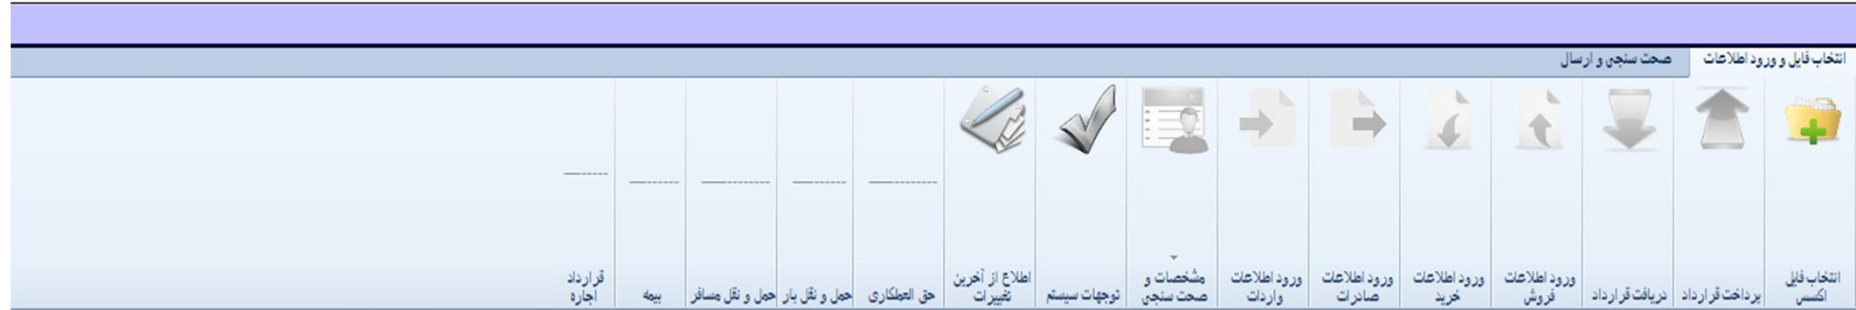 انتخاب فایل و ورود اطلاعات
صحت سنجی و ارسال
انتخاب فایل
اکسس
پرداخت قرارداد
دریافت قرارداد
ورود اطلاعات
فروش
ورود اطلاعات
خرید
ورود اطلاعات
صادرات
ورود اطلاعات
واردات
مشخصات و
صحت سنجی
توجهات سیستم
اطلاع از آخرین
تغییرات
حق العملکاری
حمل و نقل بار
حمل و نقل مسافر
بیمه
قرارداد
اجاره